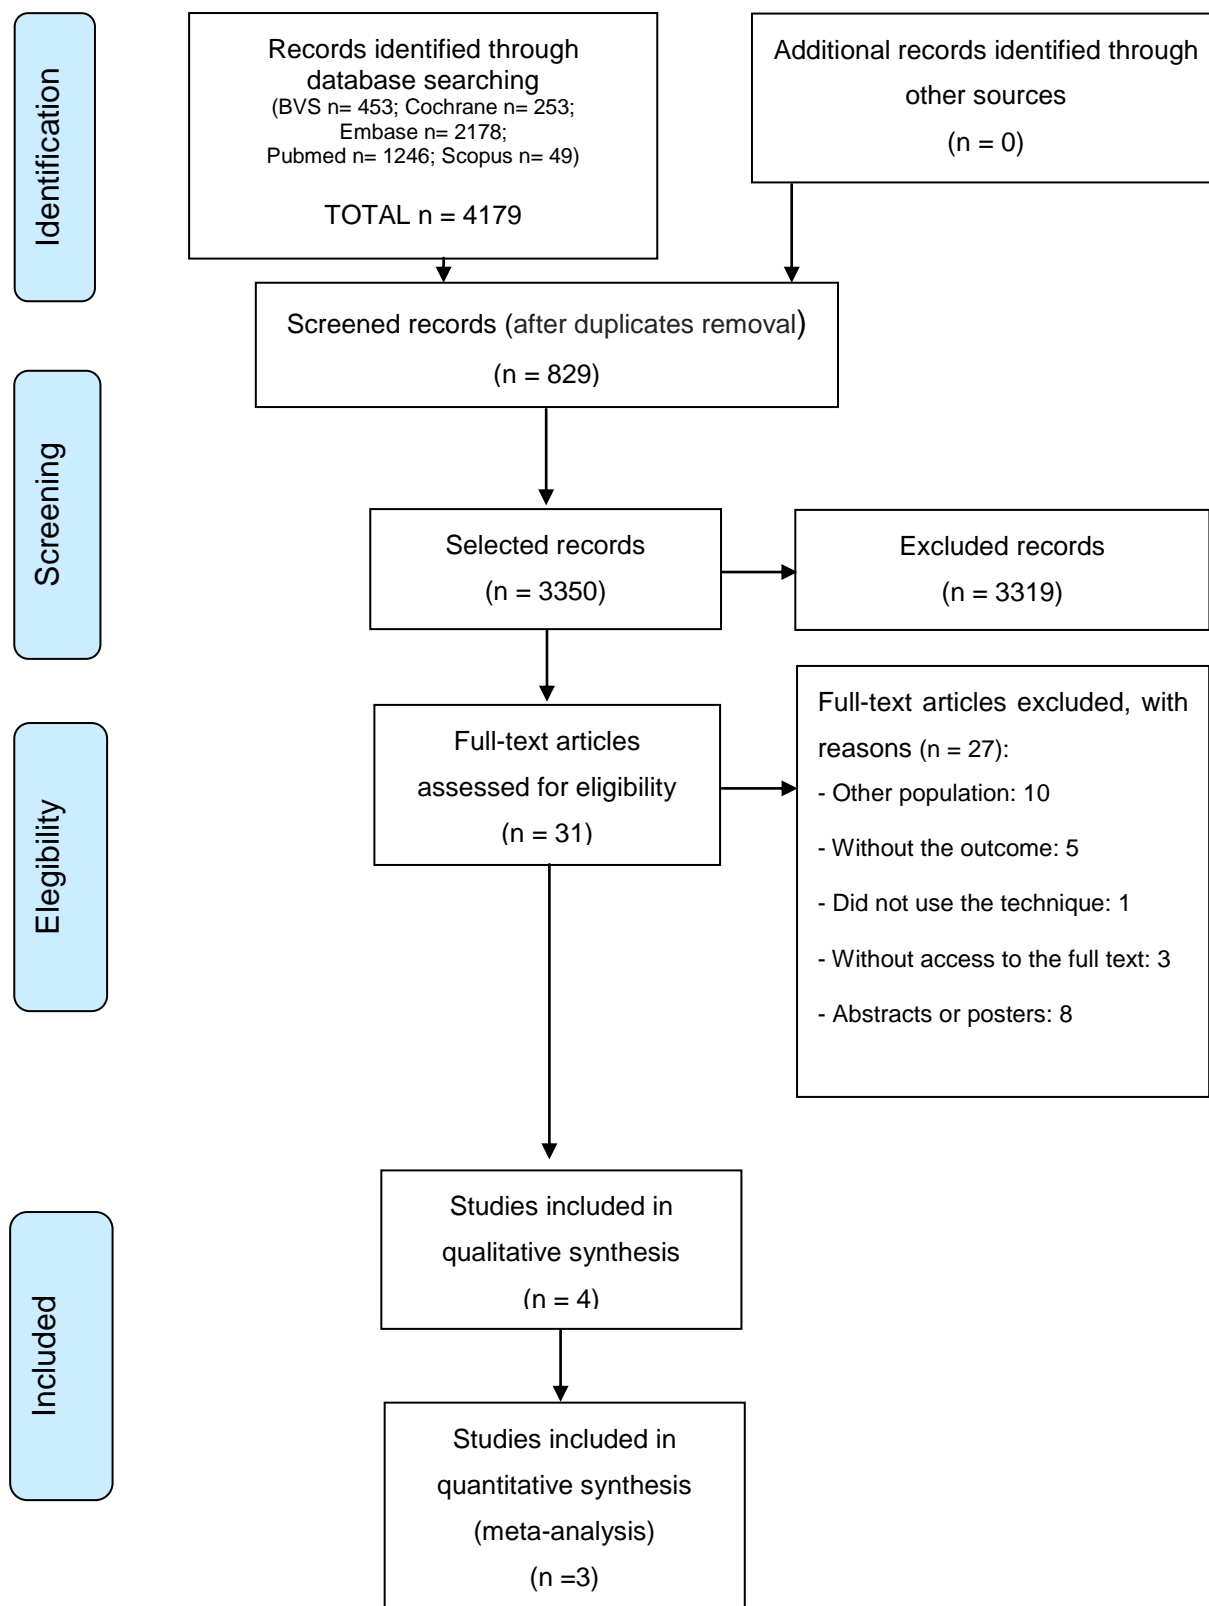 Identification
Records identified through
database searching
(BVS n= 453; Cochrane n= 253;
Embase n= 2178;
Pubmed n= 1246; Scopus n= 49)
TOTAL n = 4179
Additional records identified through
other sources
(n = 0)
Screened records (after duplicates removal)
(n = 829)
Screening
Selected records
(n = 3350)
Excluded records
(n = 3319)
Elegibility
Full-text articles
assessed for eligibility
(n = 31)
Full-text articles excluded, with
reasons (n = 27):
- Other population: 10
- Without the outcome: 5
- Did not use the technique: 1
- Without access to the full text: 3
- Abstracts or posters: 8
Included
Studies included in
qualitative synthesis
(n = 4)
Studies included in
quantitative synthesis
(meta-analysis)
(n =3)